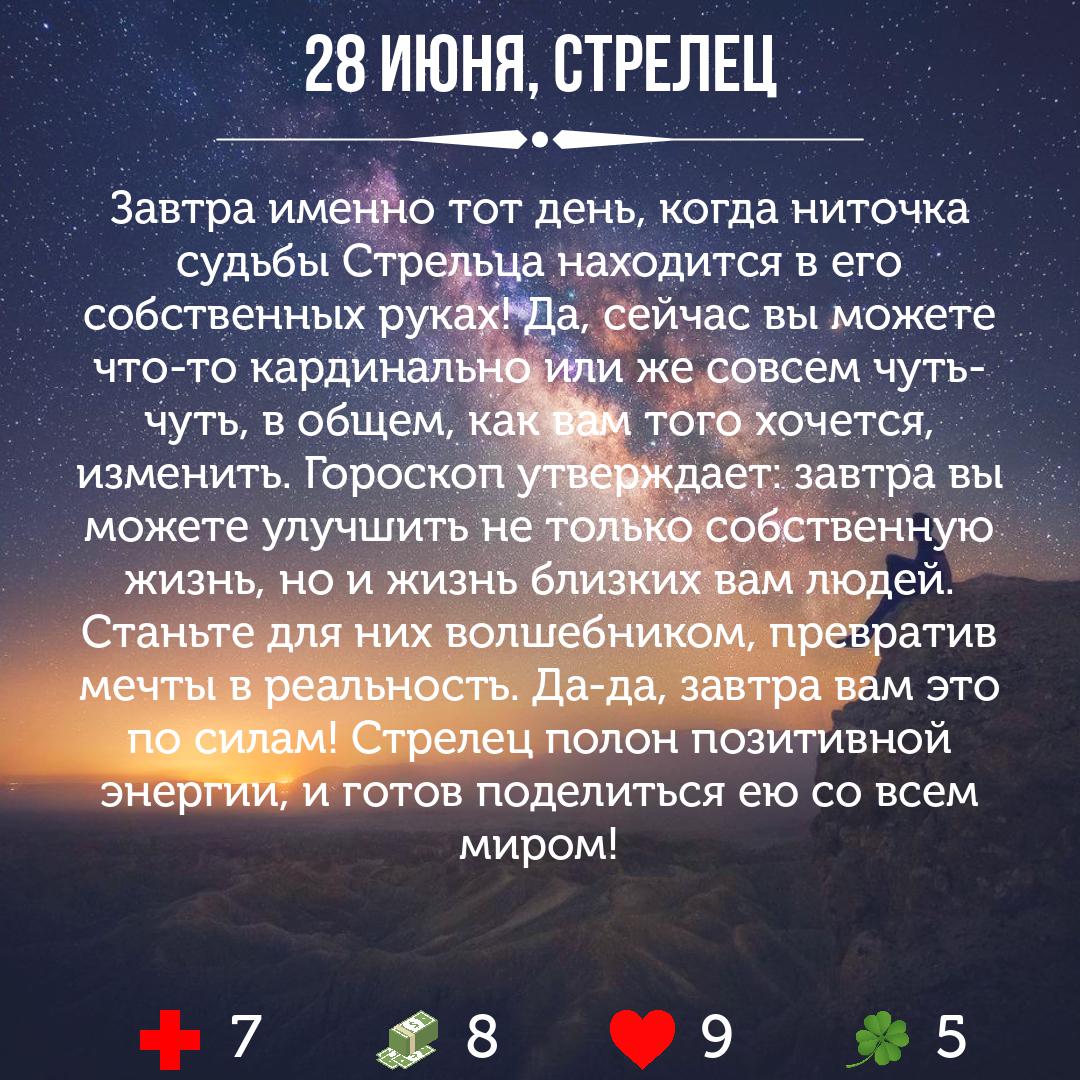 28 ИЮНЯ, СТРЕЛЕЦ
Завтра именно тот день, когда ниточка
судьбы Стрельца находится в его
собственных руках! Да, сейчас вы можете
что-то кардинально или же совсем чуть-
чуть, в общем, как вам того хочется,
изменить. Гороскоп утверждает: завтра вы
можете улучшить не только собственную
жизнь, но и жизнь близких вам людей.
Станьте для них волшебником, превратив
мечты в реальность. Да-да, завтра вам это
по силам! Стрелец полон позитивной
энергии, и готов поделиться ею со всем
миром!
7 8 9 5